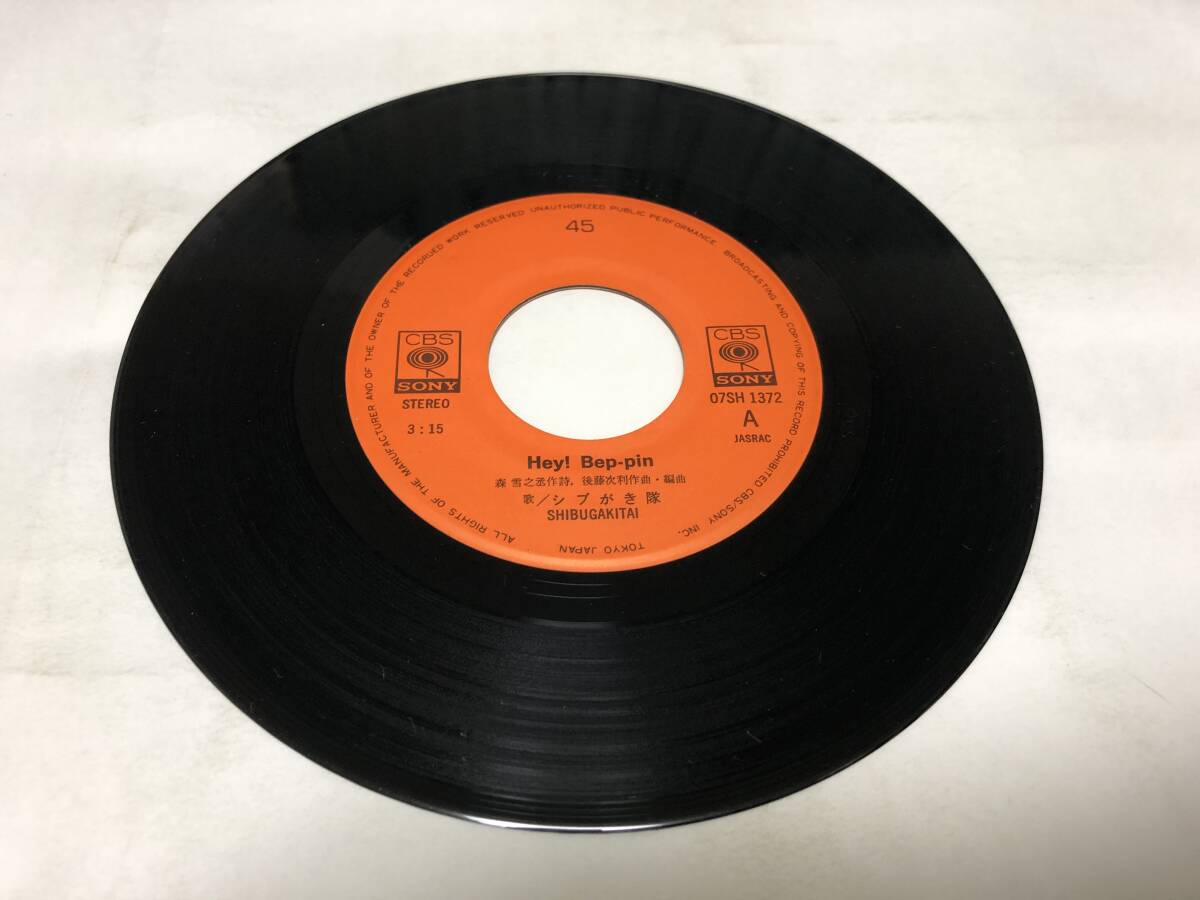 45
CBS
SONY
STEREO
3:15
CBS
SONY
07SH 1372
A
JASRAC
Hey! Bep-pin
森 雪之丞作詩, 後藤次利作曲・編曲
歌/シブがき隊
SHIBUGAKITAI
ALL RIGHTS OF THE MANUFACTURER AND OF THE OWNER OF THE RECORDED WORK RESERVED UNAUTHORIZED PUBLIC PERFORMANCE BROADCASTING AND COPYING OF THIS RECORD PROHIBITED CBS/SONY INC. TOKYO JAPAN